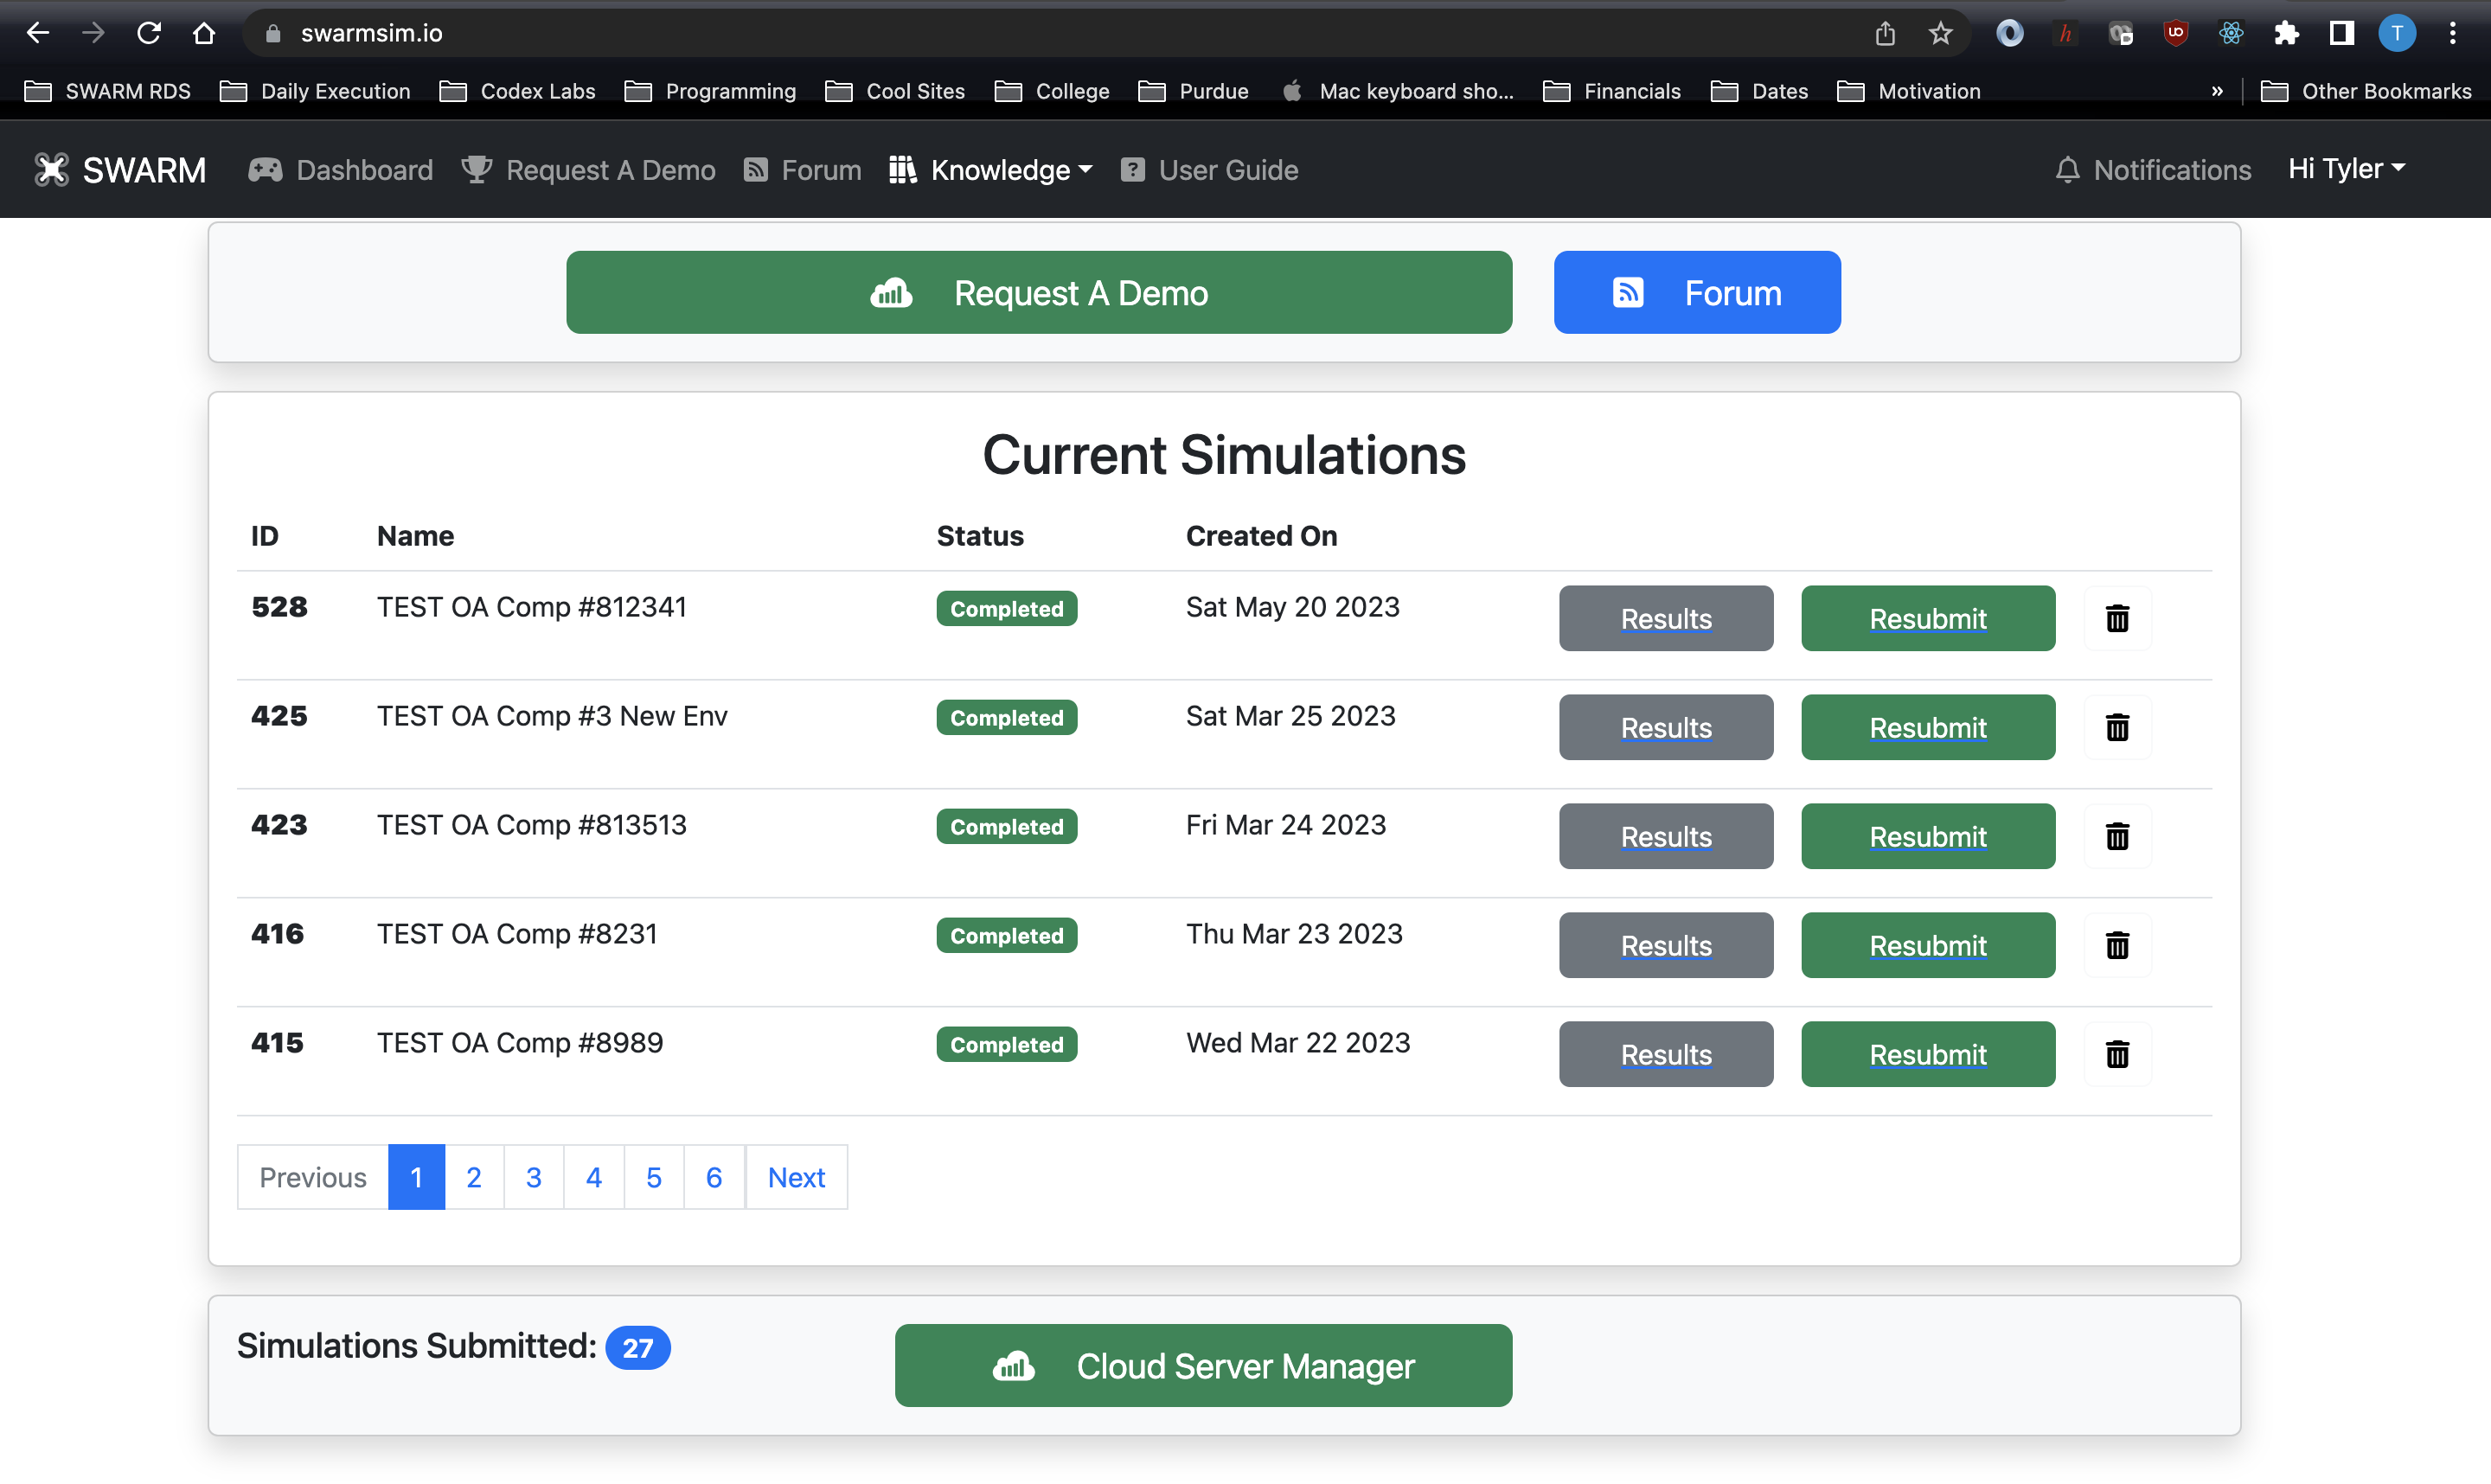 swarmsim.io
SWARM RDS Daily Execution Codex Labs Programming Cool Sites College Purdue Mac keyboard sho... Financials Dates Motivation » Other Bookmarks
SWARM Dashboard Request A Demo Forum Knowledge User Guide Notifications Hi Tyler
Request A Demo Forum
Current Simulations
ID Name Status Created On
528 TEST OA Comp #812341 Completed Sat May 20 2023 Results Resubmit
425 TEST OA Comp #3 New Env Completed Sat Mar 25 2023 Results Resubmit
423 TEST OA Comp #813513 Completed Fri Mar 24 2023 Results Resubmit
416 TEST OA Comp #8231 Completed Thu Mar 23 2023 Results Resubmit
415 TEST OA Comp #8989 Completed Wed Mar 22 2023 Results Resubmit
Previous 1 2 3 4 5 6 Next
Simulations Submitted: 27 Cloud Server Manager